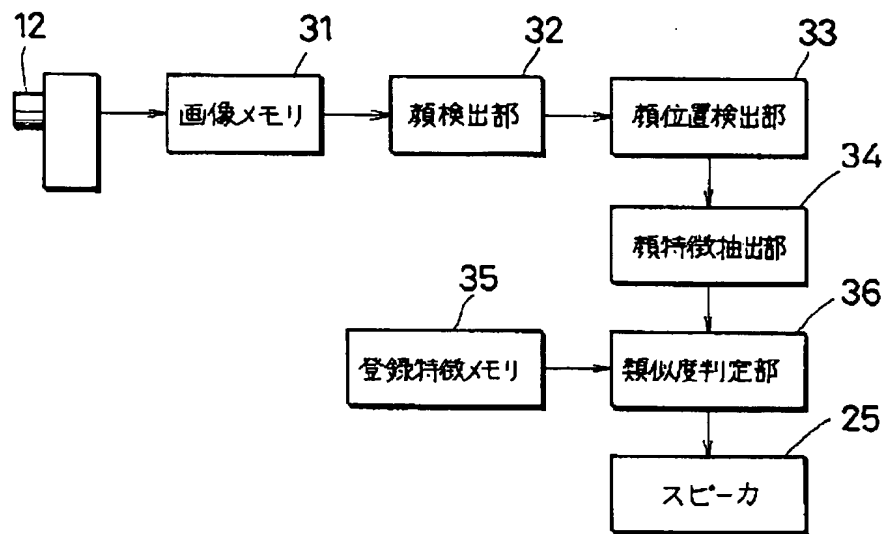 12
31
32
33
画像メモリ
顔検出部
顔位置検出部
34
顔特徴抽出部
35
36
登録特徴メモリ
類似度判定部
25
スピーカ